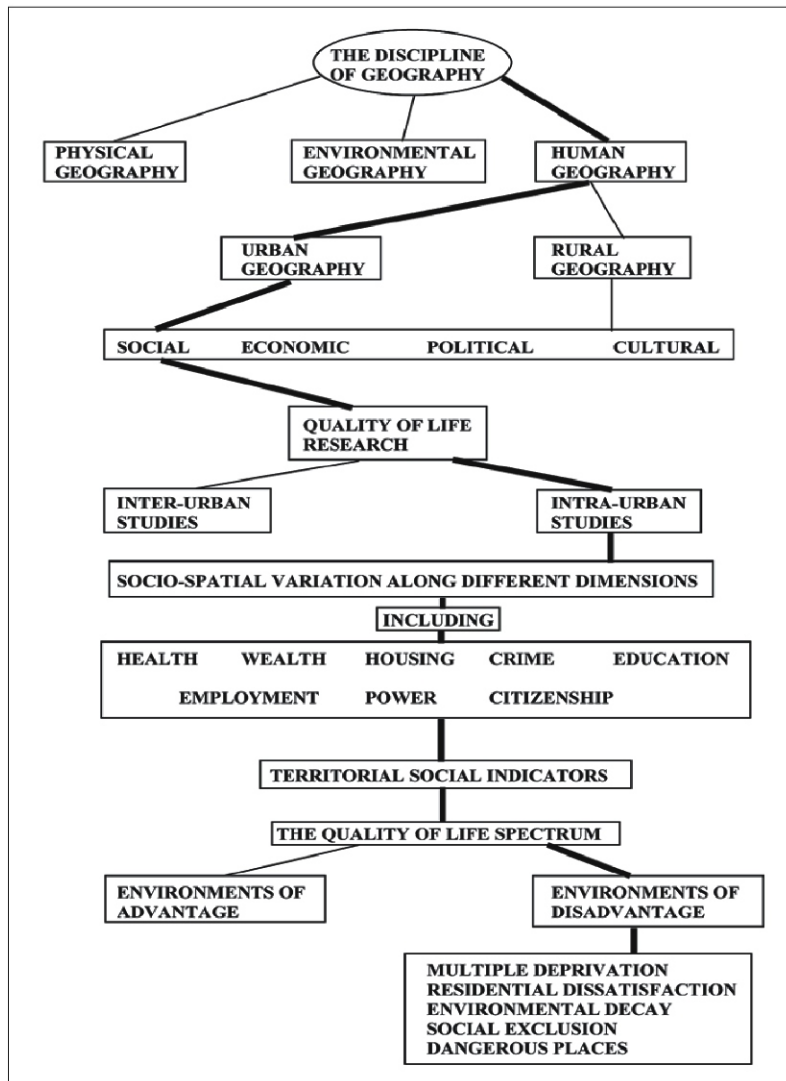 THE DISCIPLINE
OF GEOGRAPHY
PHYSICAL
GEOGRAPHY
ENVIRONMENTAL
GEOGRAPHY
HUMAN
GEOGRAPHY
URBAN
GEOGRAPHY
RURAL
GEOGRAPHY
SOCIAL ECONOMIC POLITICAL CULTURAL
QUALITY OF LIFE
RESEARCH
INTER-URBAN
STUDIES
INTRA-URBAN
STUDIES
SOCIO-SPATIAL VARIATION ALONG DIFFERENT DIMENSIONS
INCLUDING
HEALTH WEALTH HOUSING CRIME EDUCATION
EMPLOYMENT POWER CITIZENSHIP
TERRITORIAL SOCIAL INDICATORS
THE QUALITY OF LIFE SPECTRUM
ENVIRONMENTS OF
ADVANTAGE
ENVIRONMENTS OF
DISADVANTAGE
MULTIPLE DEPRIVATION
RESIDENTIAL DISSATISFACTION
ENVIRONMENTAL DECAY
SOCIAL EXCLUSION
DANGEROUS PLACES